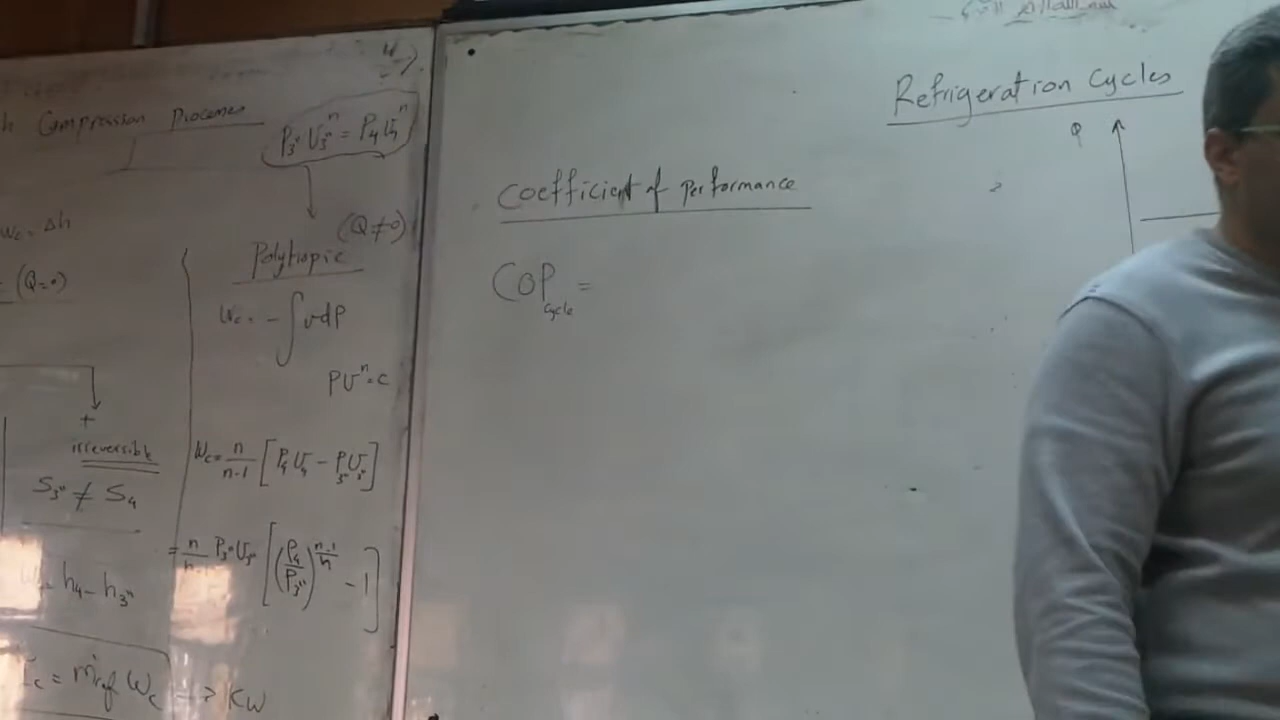 Compression Processes
P3" V3"^n = P4 V4^n
Wc = Δh
(Q=0)
(Q≠0)
Polytropic
Wc = -∫vdP
PV^n = c
+
irreversible
S3" ≠ S4
Wc = n/n-1 [P4 V4 - P3" V3"]
= n/n-1 P3" V3" [(P4/P3")^n-1/n - 1]
h4 - h3"
= m°ref Wc → KW
Coefficient of Performance
COP cycle =
Refrigeration Cycles
Q